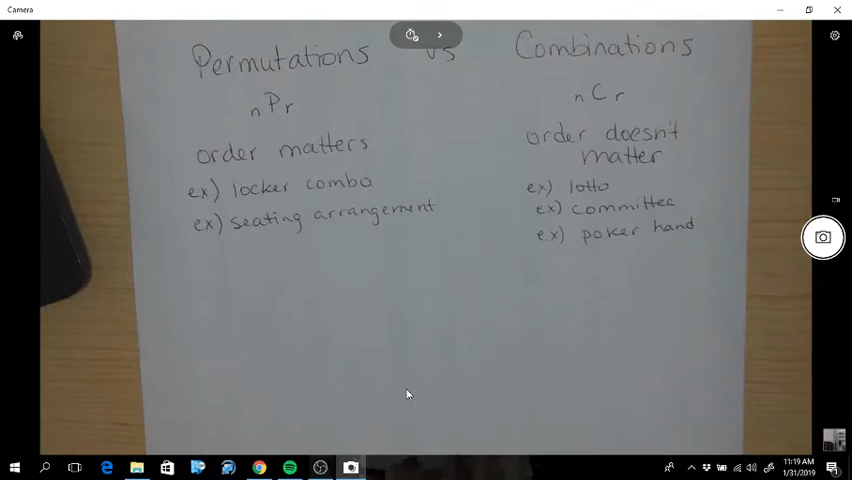 Camera
Permutations vs Combinations
nPr
nCr
order matters
order doesn't
matter
ex) locker combo
ex) lotto
ex) seating arrangement
ex) committee
ex) poker hand
11:19 AM
1/31/2019